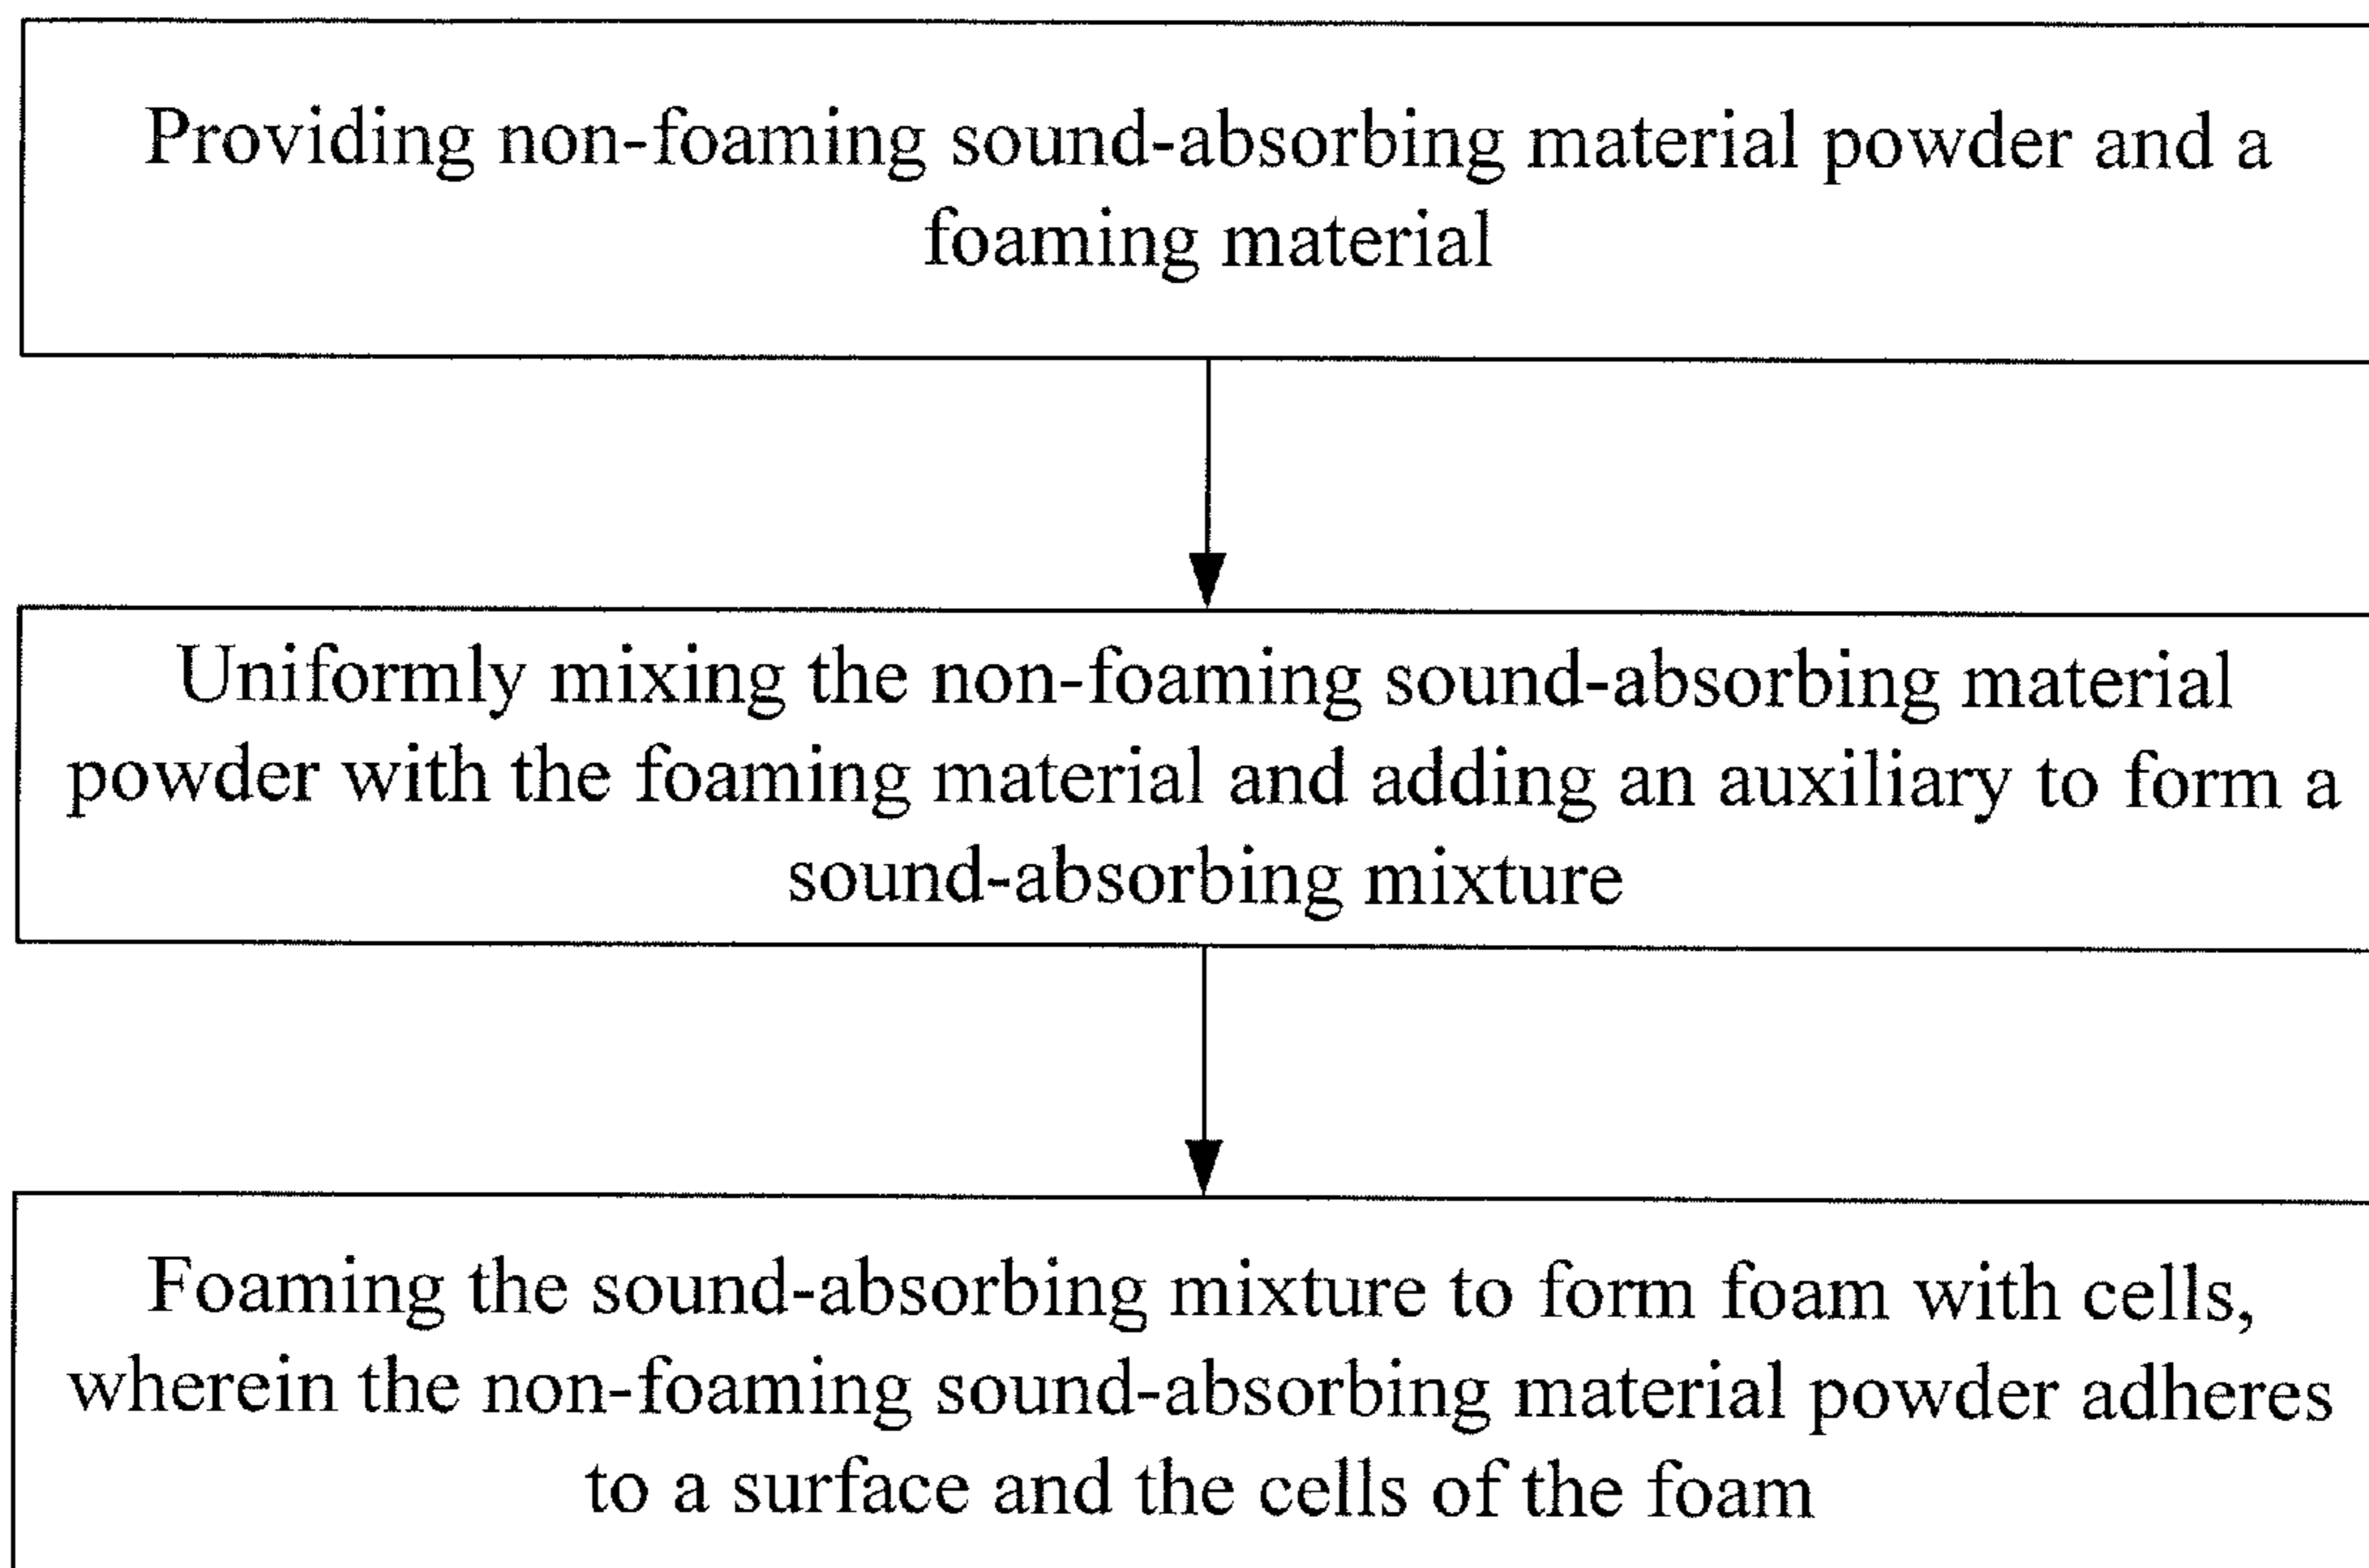 Providing non-foaming sound-absorbing material powder and a
foaming material
Uniformly mixing the non-foaming sound-absorbing material
powder with the foaming material and adding an auxiliary to form a
sound-absorbing mixture
Foaming the sound-absorbing mixture to form foam with cells,
wherein the non-foaming sound-absorbing material powder adheres
to a surface and the cells of the foam